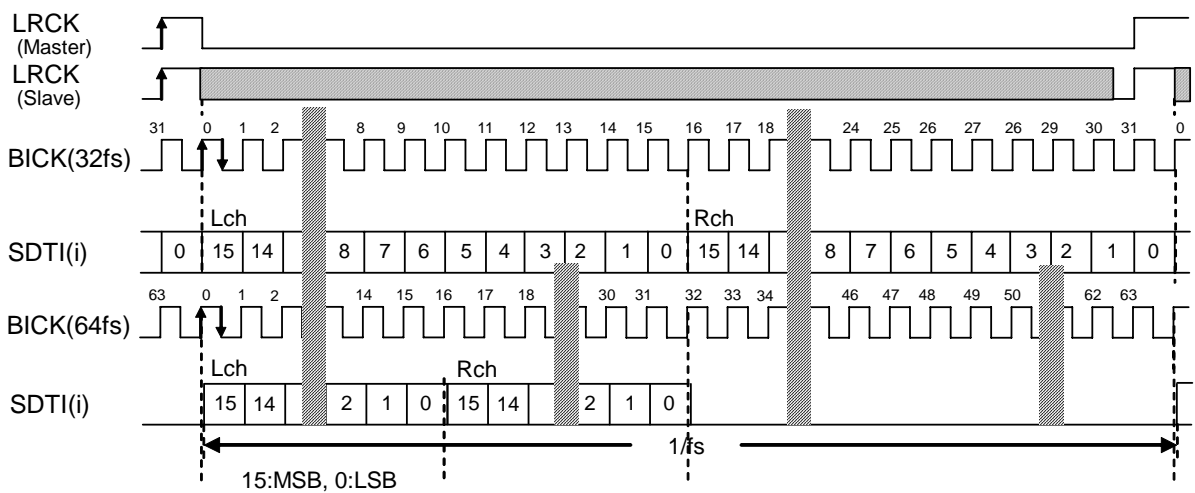 LRCK
(Master)
LRCK
(Slave)
31 0 1 2 8 9 10 11 12 13 14 15 16 17 18 24 25 26 27 26 29 30 31 0
BICK(32fs)
Lch Rch
SDTI(i) 0 15 14 8 7 6 5 4 3 2 1 0 15 14 8 7 6 5 4 3 2 1 0
63 0 1 2 14 15 16 17 18 30 31 32 33 34 46 47 48 49 50 62 63
BICK(64fs)
Lch Rch
SDTI(i) 15 14 2 1 0 15 14 2 1 0
1/fs
15:MSB, 0:LSB